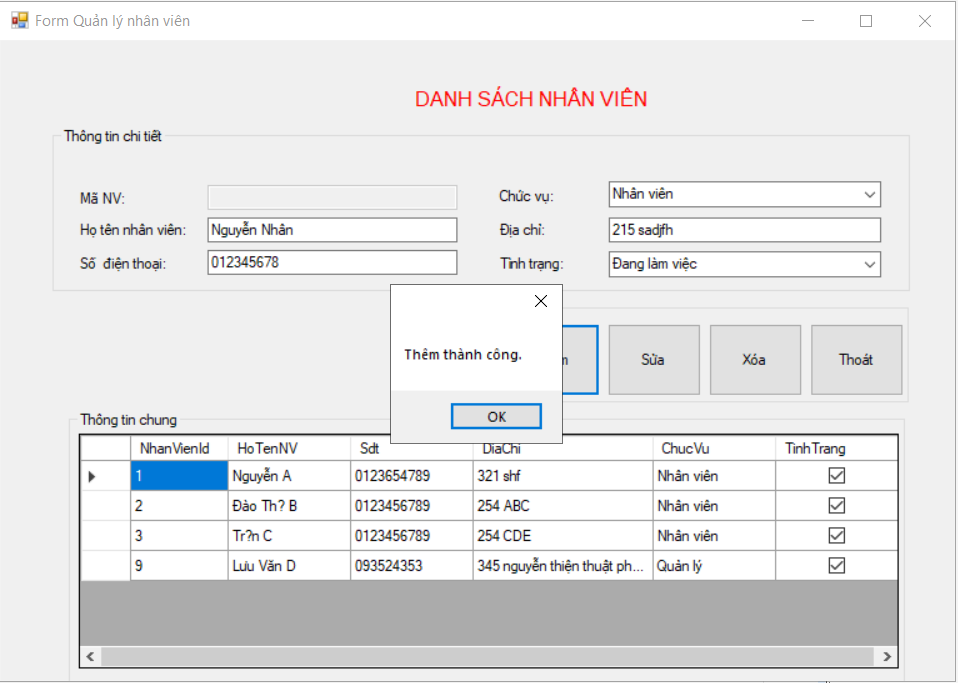 Form Quản lý nhân viên
DANH SÁCH NHÂN VIÊN
Thông tin chi tiết
Mã NV:
Chức vụ: Nhân viên
Họ tên nhân viên: Nguyễn Nhân
Địa chỉ: 215 sadjfh
Số điện thoại: 012345678
Tình trạng: Đang làm việc
Thêm thành công.
OK
Sửa Xóa Thoát
Thông tin chung
NhanVienId HoTenNV Sdt DiaChi ChucVu TinhTrang
1 Nguyễn A 0123654789 321 shf Nhân viên
2 Đào Th? B 0123456789 254 ABC Nhân viên
3 Tr?n C 0123456789 254 CDE Nhân viên
9 Lưu Văn D 093524353 345 nguyễn thiện thuật ph... Quản lý